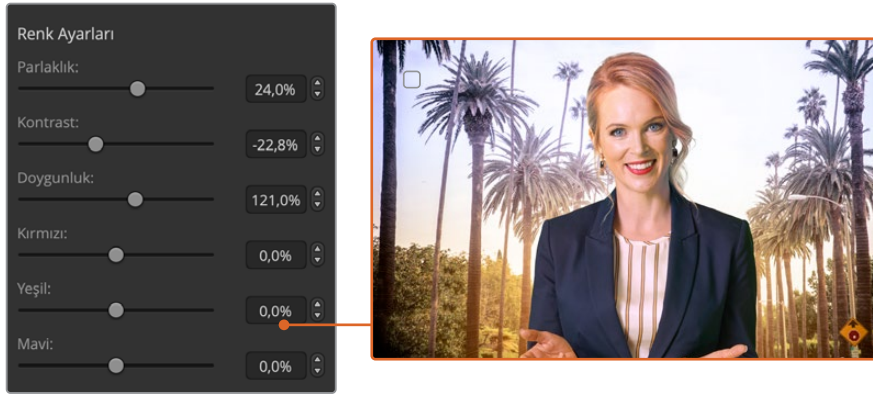 Renk Ayarları
Parlaklık:
24,0%
Kontrast:
-22,8%
Doygunluk:
121,0%
Kırmızı:
0,0%
Yeşil:
0,0%
Mavi:
0,0%